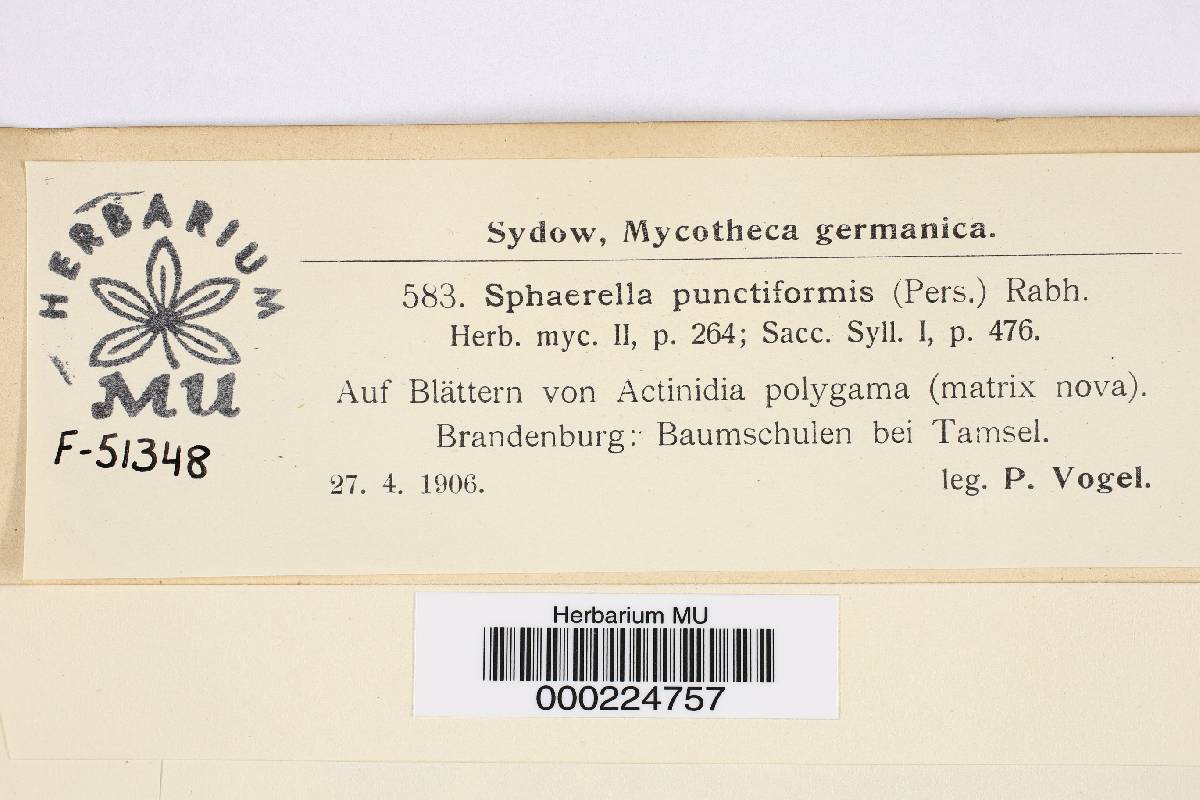 HERBARIUM
MU
F-51348
Sydow, Mycotheca germanica.
583. Sphaerella punctiformis (Pers.) Rabh.
Herb. myc. II, p. 264; Sacc. Syll. I, p. 476.
Auf Blättern von Actinidia polygama (matrix nova).
Brandenburg: Baumschulen bei Tamsel.
27. 4. 1906. leg. P. Vogel.
Herbarium MU
000224757